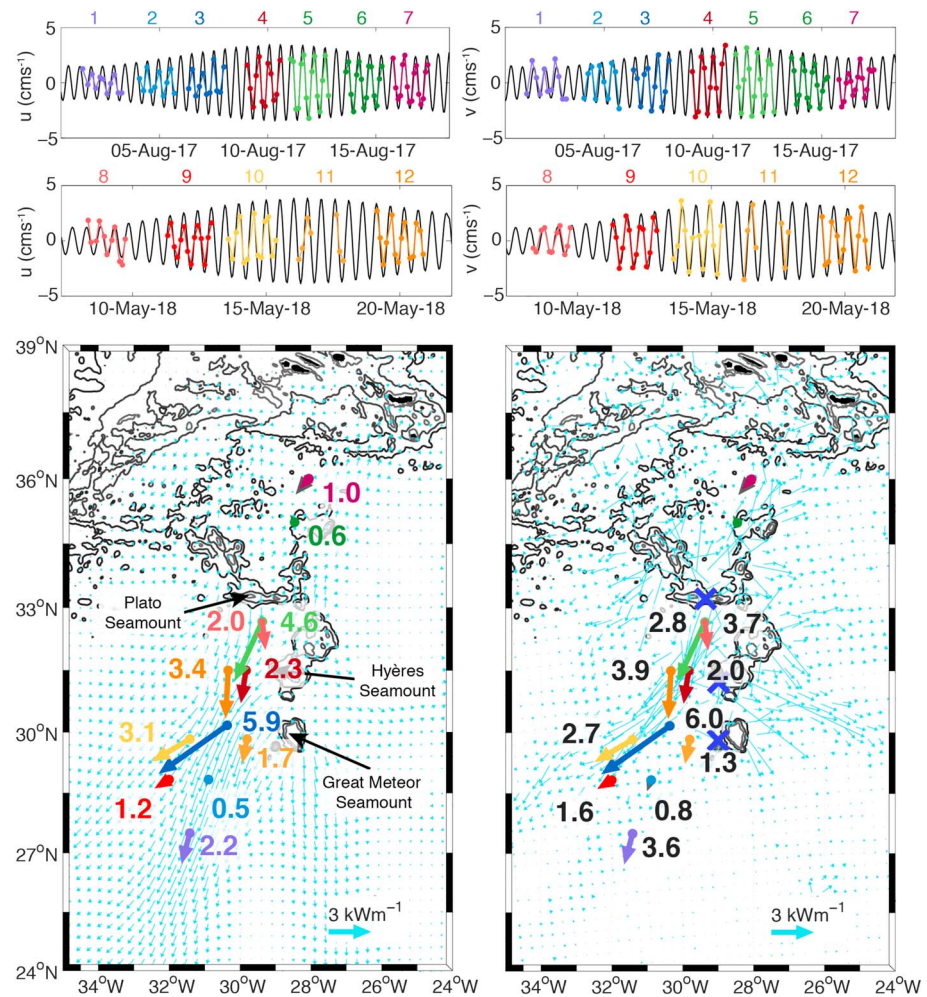 1 2 3 4 5 6 7
5
0
−5
u (cms⁻¹)
05-Aug-17 10-Aug-17 15-Aug-17
1 2 3 4 5 6 7
5
0
−5
v (cms⁻¹)
05-Aug-17 10-Aug-17 15-Aug-17
8 9 10 11 12
5
0
−5
u (cms⁻¹)
10-May-18 15-May-18 20-May-18
8 9 10 11 12
5
0
−5
v (cms⁻¹)
10-May-18 15-May-18 20-May-18
39°N
36°N
33°N
30°N
27°N
24°N
1.0
0.6
Plato
Seamount
2.0 4.6
3.4 2.3
Hyères
Seamount
5.9
3.1
1.7
Great Meteor
Seamount
1.2 0.5
2.2
3 kWm⁻¹
34°W 32°W 30°W 28°W 26°W 24°W
2.8 3.7
3.9 2.0
6.0
2.7
1.3
1.6 0.8
3.6
3 kWm⁻¹
34°W 32°W 30°W 28°W 26°W 24°W